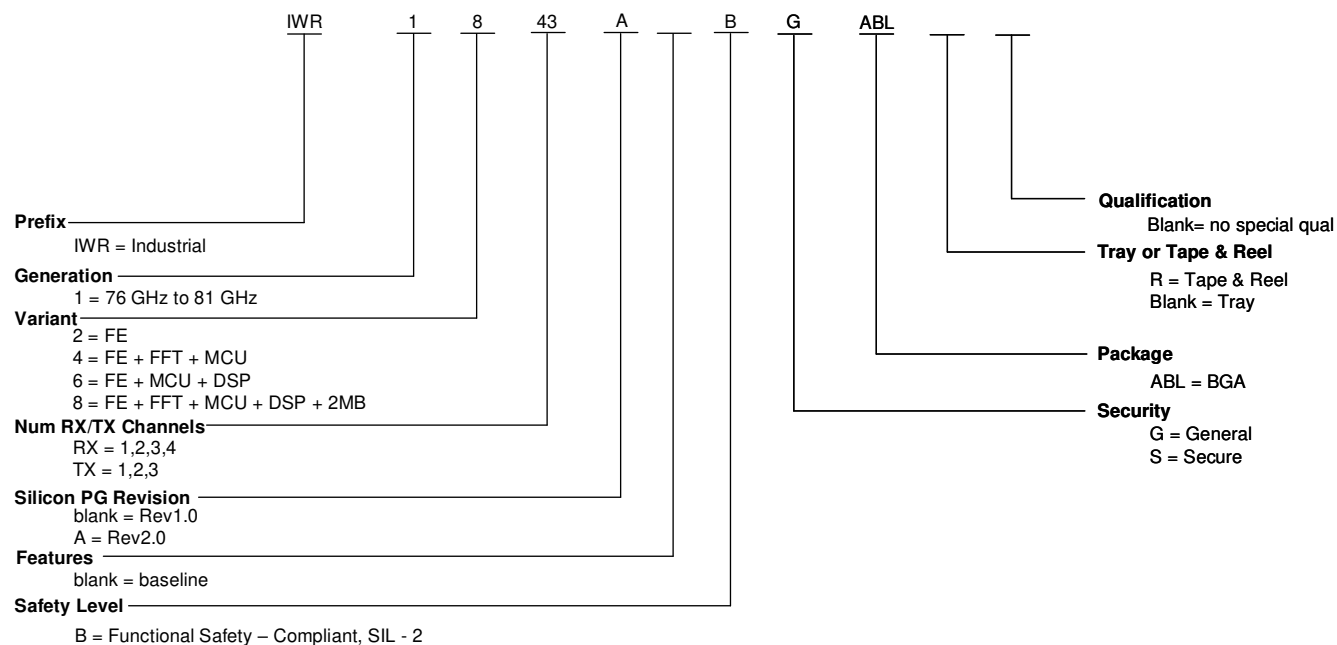 IWR 1 8 43 A B G ABL
Prefix
IWR = Industrial
Generation
1 = 76 GHz to 81 GHz
Variant
2 = FE
4 = FE + FFT + MCU
6 = FE + MCU + DSP
8 = FE + FFT + MCU + DSP + 2MB
Num RX/TX Channels
RX = 1,2,3,4
TX = 1,2,3
Silicon PG Revision
blank = Rev1.0
A = Rev2.0
Features
blank = baseline
Safety Level
B = Functional Safety – Compliant, SIL - 2
Qualification
Blank= no special qual
Tray or Tape & Reel
R = Tape & Reel
Blank = Tray
Package
ABL = BGA
Security
G = General
S = Secure